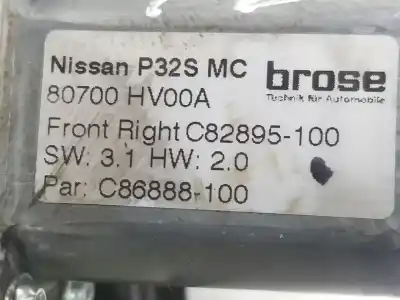 Nissan P32S MC
brose
Technik für Automobile
80700 HV00A
Front Right C82895-100
SW: 3.1 HW: 2.0
Par: C86888-100